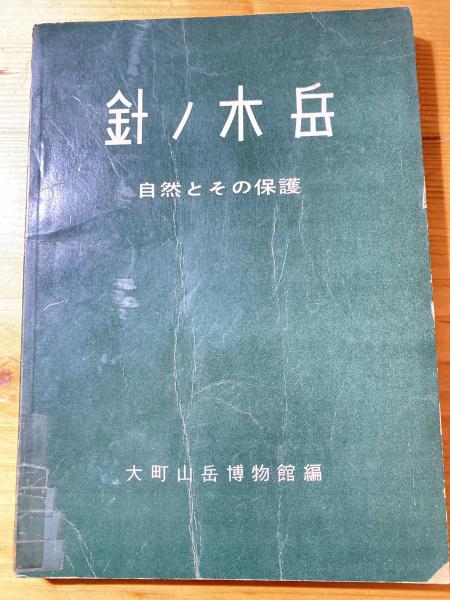 針ノ木岳
自然とその保護
大町山岳博物館編